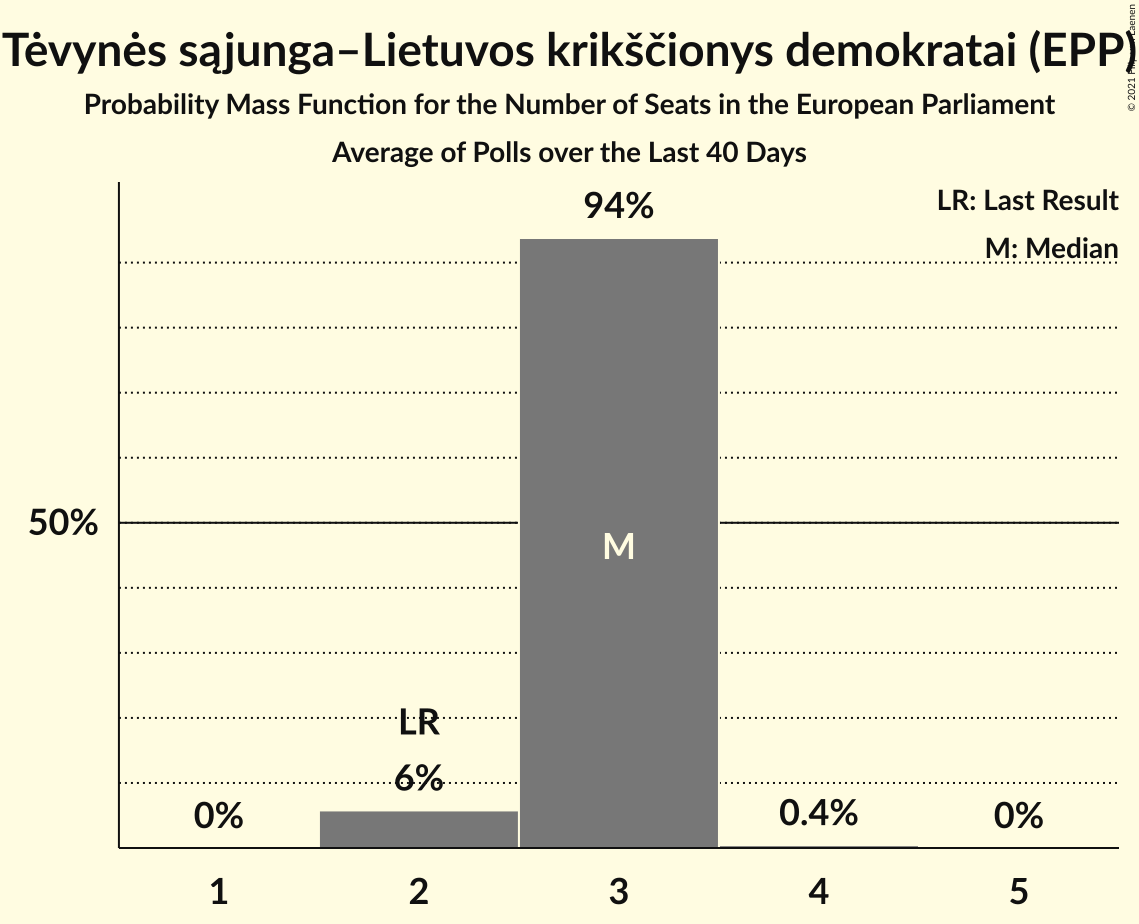 Tėvynės sąjunga–Lietuvos krikščionys demokratai (EPP)
Probability Mass Function for the Number of Seats in the European Parliament
Average of Polls over the Last 40 Days
© 2021 Laenen
LR: Last Result
M: Median
94%
50%
M
LR
6%
0%
0.4%
0%
1 2 3 4 5